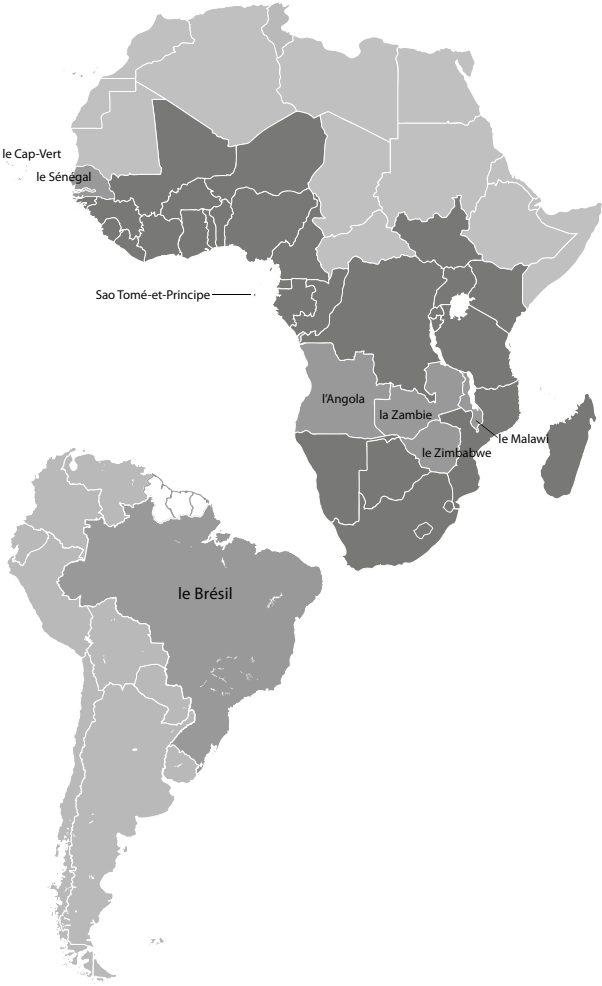 le Cap-Vert
le Sénégal
Sao Tomé-et-Principe
l'Angola
la Zambie
le Malawi
le Zimbabwe
le Brésil